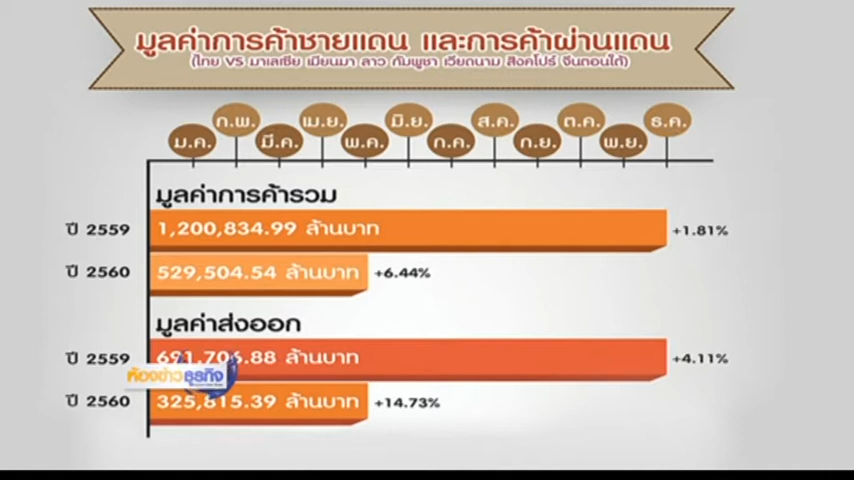 มูลค่าการค้าชายแดน และการค้าผ่านแดน
(ไทย VS มาเลเซีย เมียนมา ลาว กัมพูชา เวียดนาม สิงคโปร์ จีนตอนใต้)
ก.พ. เม.ย. มิ.ย. ส.ค. ต.ค. ธ.ค.
ม.ค. มี.ค. พ.ค. ก.ค. ก.ย. พ.ย.
มูลค่าการค้ารวม
ปี 2559 1,200,834.99 ล้านบาท +1.81%
ปี 2560 529,504.54 ล้านบาท +6.44%
มูลค่าส่งออก
ปี 2559 691,706.88 ล้านบาท +4.11%
ห้องข่าวธุรกิจ
ปี 2560 325,815.39 ล้านบาท +14.73%